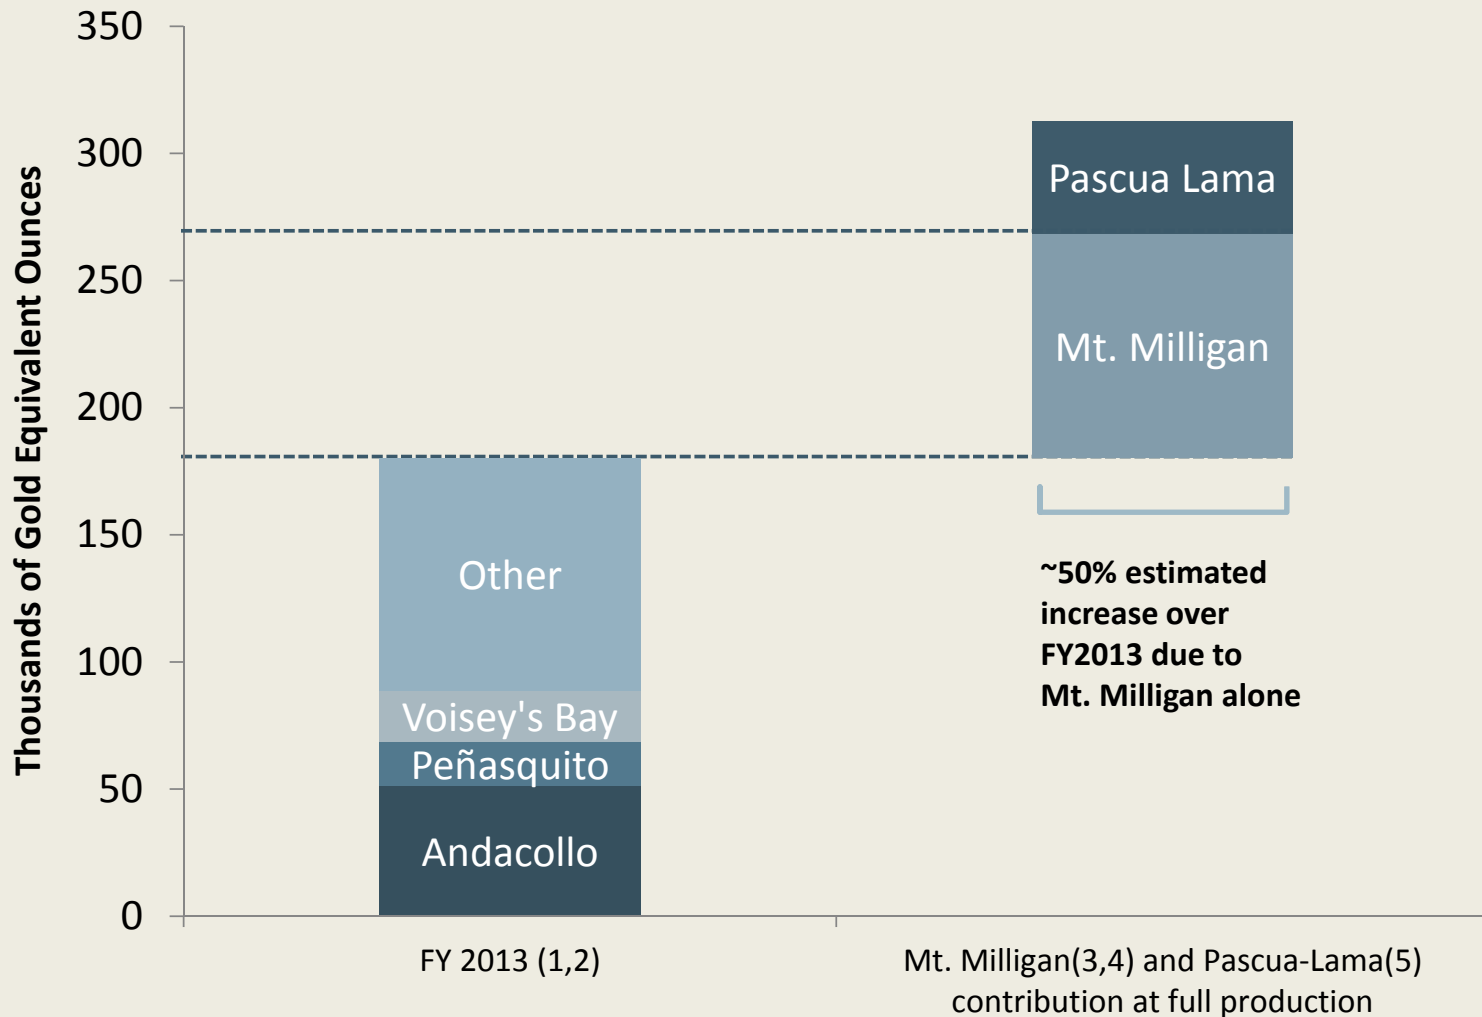 Thousands of Gold Equivalent Ounces
350
300
250
200
150
100
50
0
Pascua Lama
Mt. Milligan
Other
Voisey's Bay
Peñasquito
Andacollo
~50% estimated
increase over
FY2013 due to
Mt. Milligan alone
FY 2013 (1,2)
Mt. Milligan(3,4) and Pascua-Lama(5)
contribution at full production